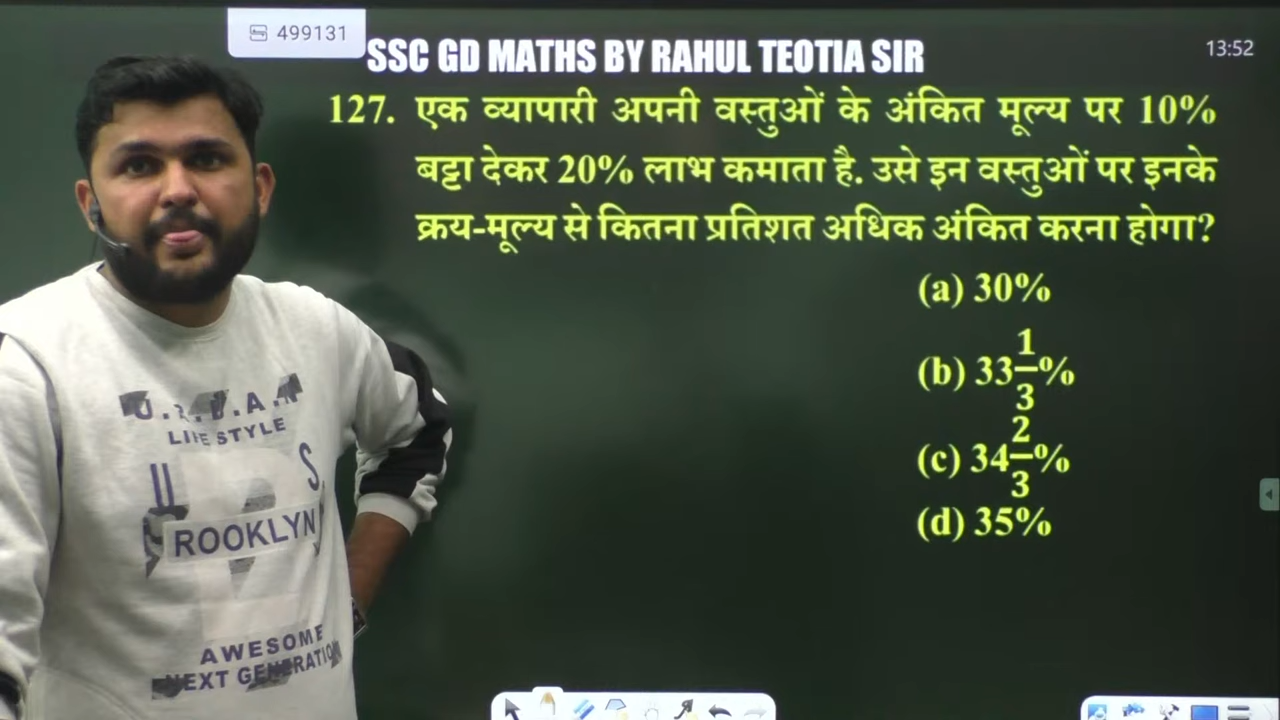 499131
SSC GD MATHS BY RAHUL TEOTIA SIR
13:52
127. एक व्यापारी अपनी वस्तुओं के अंकित मूल्य पर 10%
बट्टा देकर 20% लाभ कमाता है. उसे इन वस्तुओं पर इनके
क्रय-मूल्य से कितना प्रतिशत अधिक अंकित करना होगा?
(a) 30%
(b) 33 1/3 %
(c) 34 2/3 %
(d) 35%
LIFE STYLE
ROOKLYN
AWESOME
NEXT GENERATION